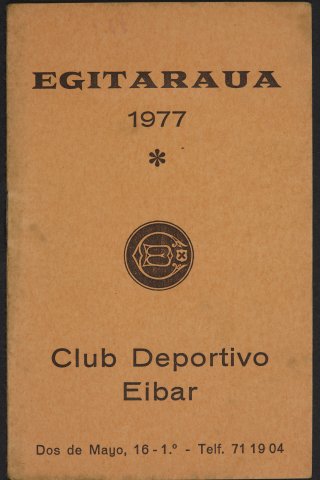 EGITARAUA
1977
*
Club Deportivo
Eibar
Dos de Mayo, 16 - 1.º - Telf. 71 19 04